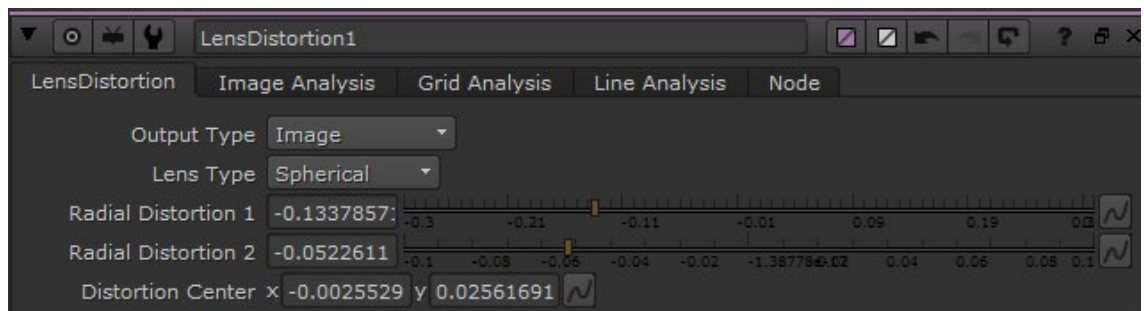 LensDistortion1 ?
LensDistortion Image Analysis Grid Analysis Line Analysis Node
Output Type Image
Lens Type Spherical
Radial Distortion 1 -0.1337857
-0.3 -0.21 -0.11 -0.01 0.09 0.19
Radial Distortion 2 -0.0522611
-0.1 -0.08 -0.06 -0.04 -0.02 0.04 0.06 0.08 0.1
Distortion Center x -0.0025529 y 0.02561691